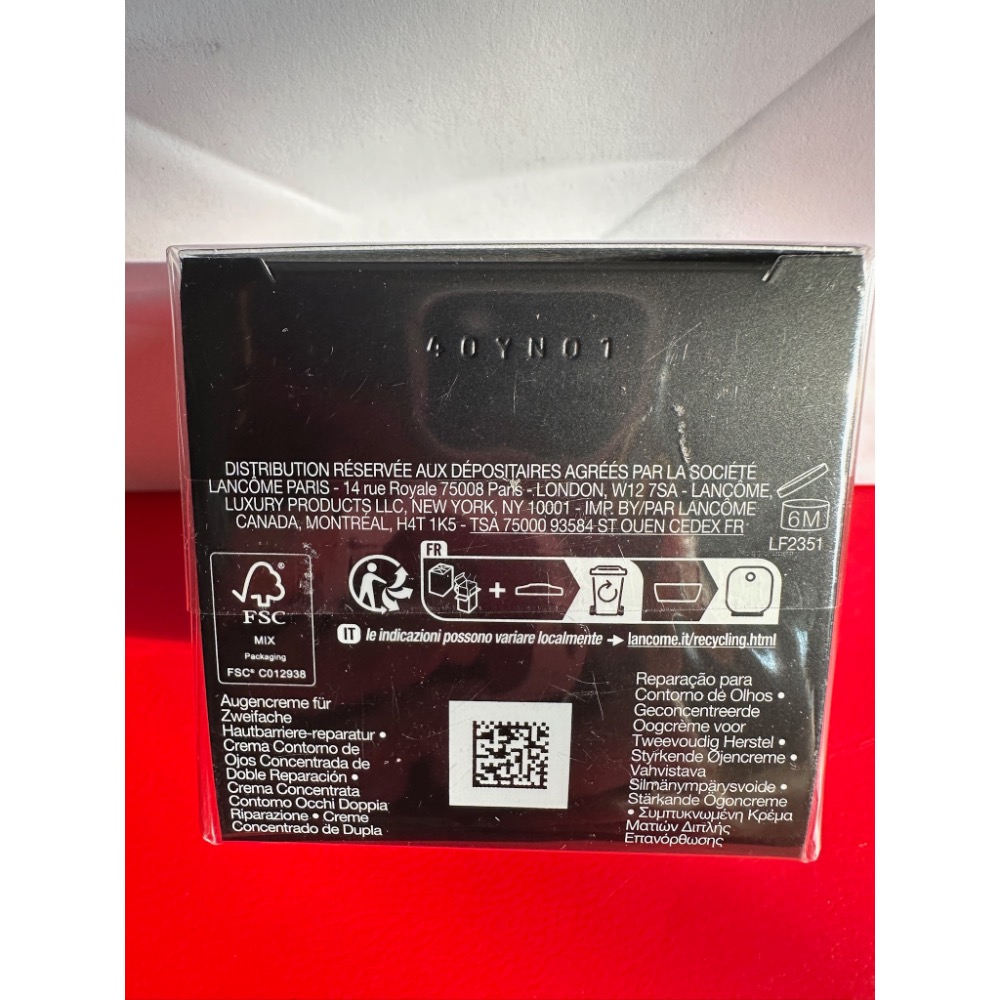 40YN01
DISTRIBUTION RÉSERVÉE AUX DÉPOSITAIRES AGRÉÉS PAR LA SOCIÉTÉ
LANCÔME PARIS - 14 rue Royale 75008 Paris - LONDON, W12 7SA - LANCÔME,
LUXURY PRODUCTS LLC, NEW YORK, NY 10001 - IMP. BY/PAR LANCÔME
CANADA, MONTRÉAL, H4T 1K5 - TSA 75000 93584 ST OUEN CEDEX FR
6M
LF2351
FSC®
MIX
Packaging
FSC® C012938
FR
+
IT le indicazioni possono variare localmente → lancome.it/recycling.html
Augencreme für
Zweifache
Hautbarriere-reparatur •
Crema Contorno de
Ojos Concentrada de
Doble Reparación •
Crema Concentrata
Contorno Occhi Doppia
Riparazione • Creme
Concentrado de Dupla
Reparação para
Contorno de Olhos •
Geconcentreerde
Oogcrème voor
Tweevoudig Herstel •
Styrkende Øjencreme •
Vahvistava
Silmänympärysvoide •
Stärkande Ögoncreme
• Συμπυκνωμένη Κρέμα
Ματιών Διπλής
Επανόρθωσης